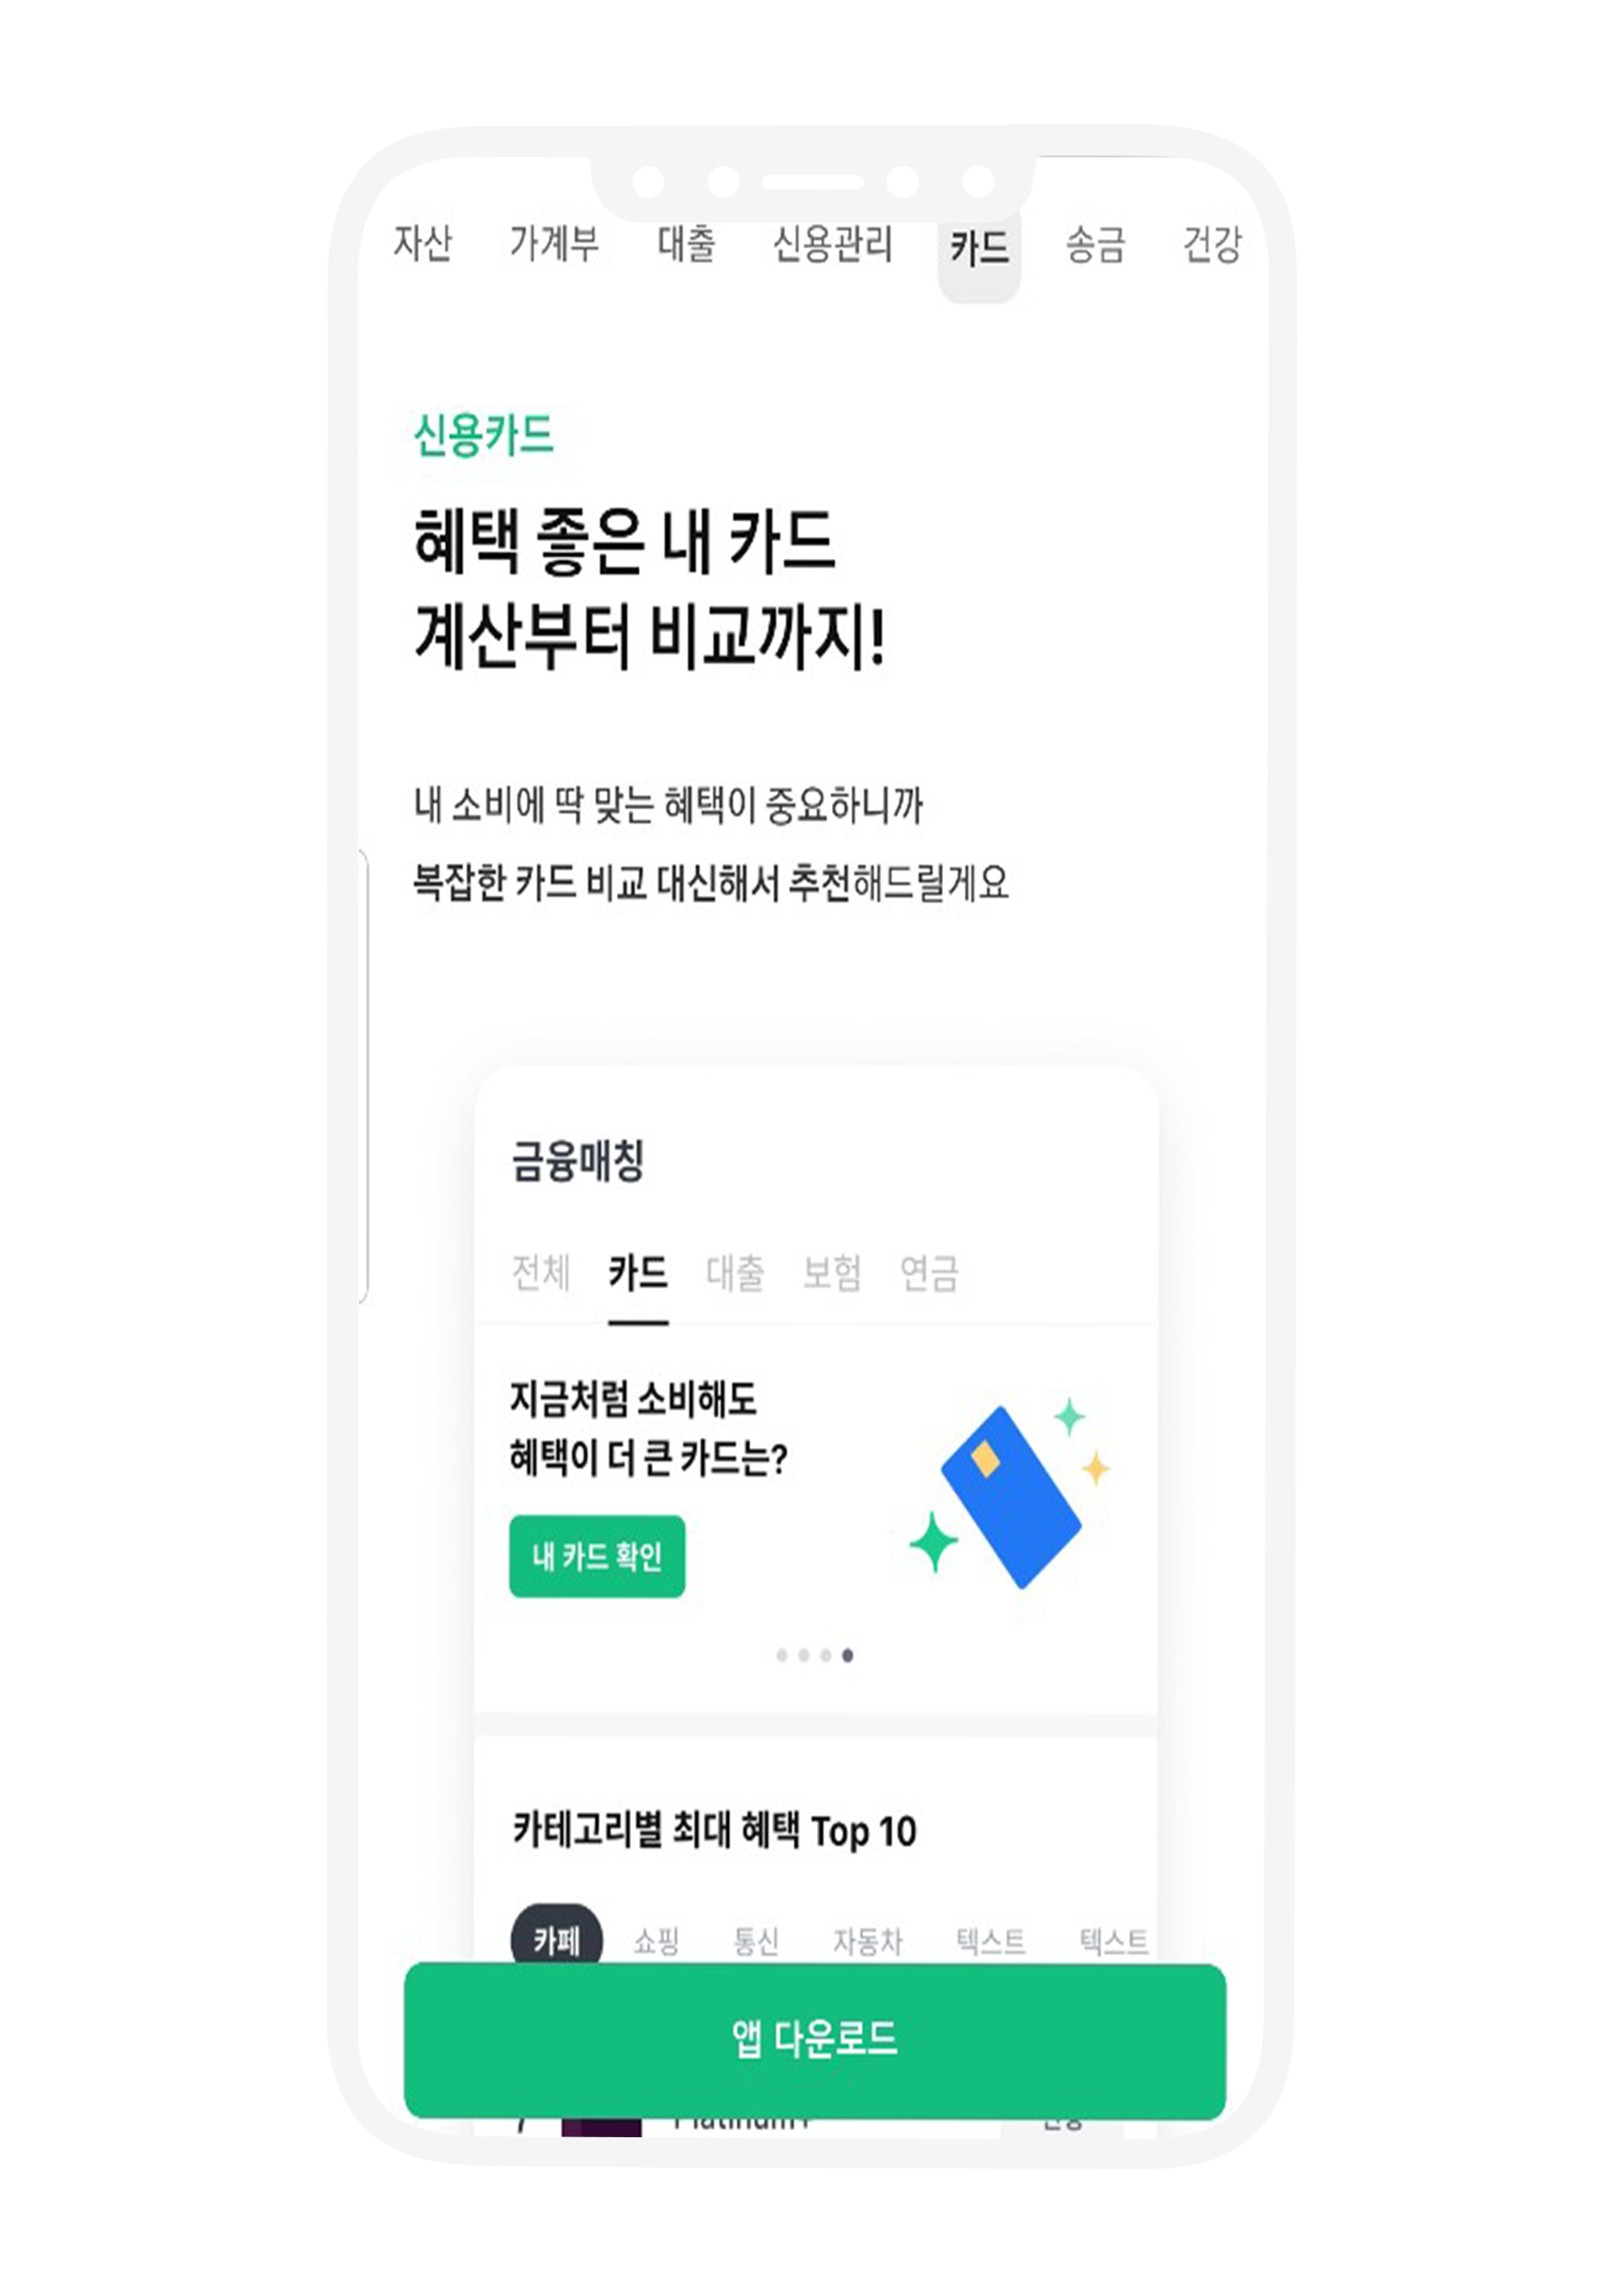 자산 가계부 대출 신용관리 카드 송금 건강
신용카드
혜택 좋은 내 카드
계산부터 비교까지!
내 소비에 딱 맞는 혜택이 중요하니까
복잡한 카드 비교 대신해서 추천해드릴게요
금융매칭
전체 카드 대출 보험 연금
지금처럼 소비해도
혜택이 더 큰 카드는?
내 카드 확인
카테고리별 최대 혜택 Top 10
카페 쇼핑 통신 자동차 텍스트 텍스트
앱 다운로드